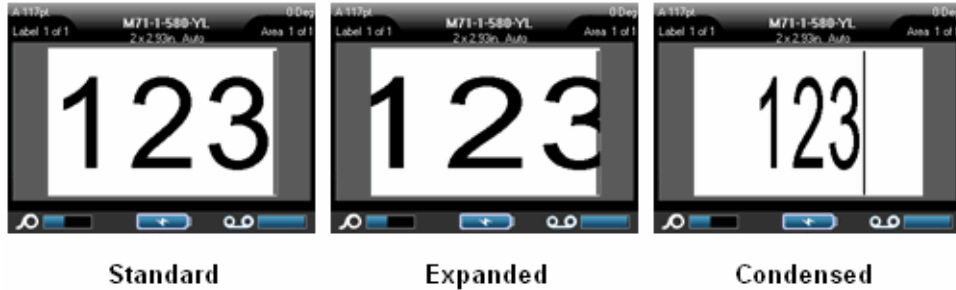 A 117pt M71-1-580-YL 0 Deg
Label 1 of 1 2 x 2.93in. Auto Area 1 of 1
123
Standard
A 117pt M71-1-580-YL 0 Deg
Label 1 of 1 2 x 2.93in. Auto Area 1 of 1
123
Expanded
A 117pt M71-1-580-YL 0 Deg
Label 1 of 1 2 x 2.93in. Auto Area 1 of 1
123
Condensed